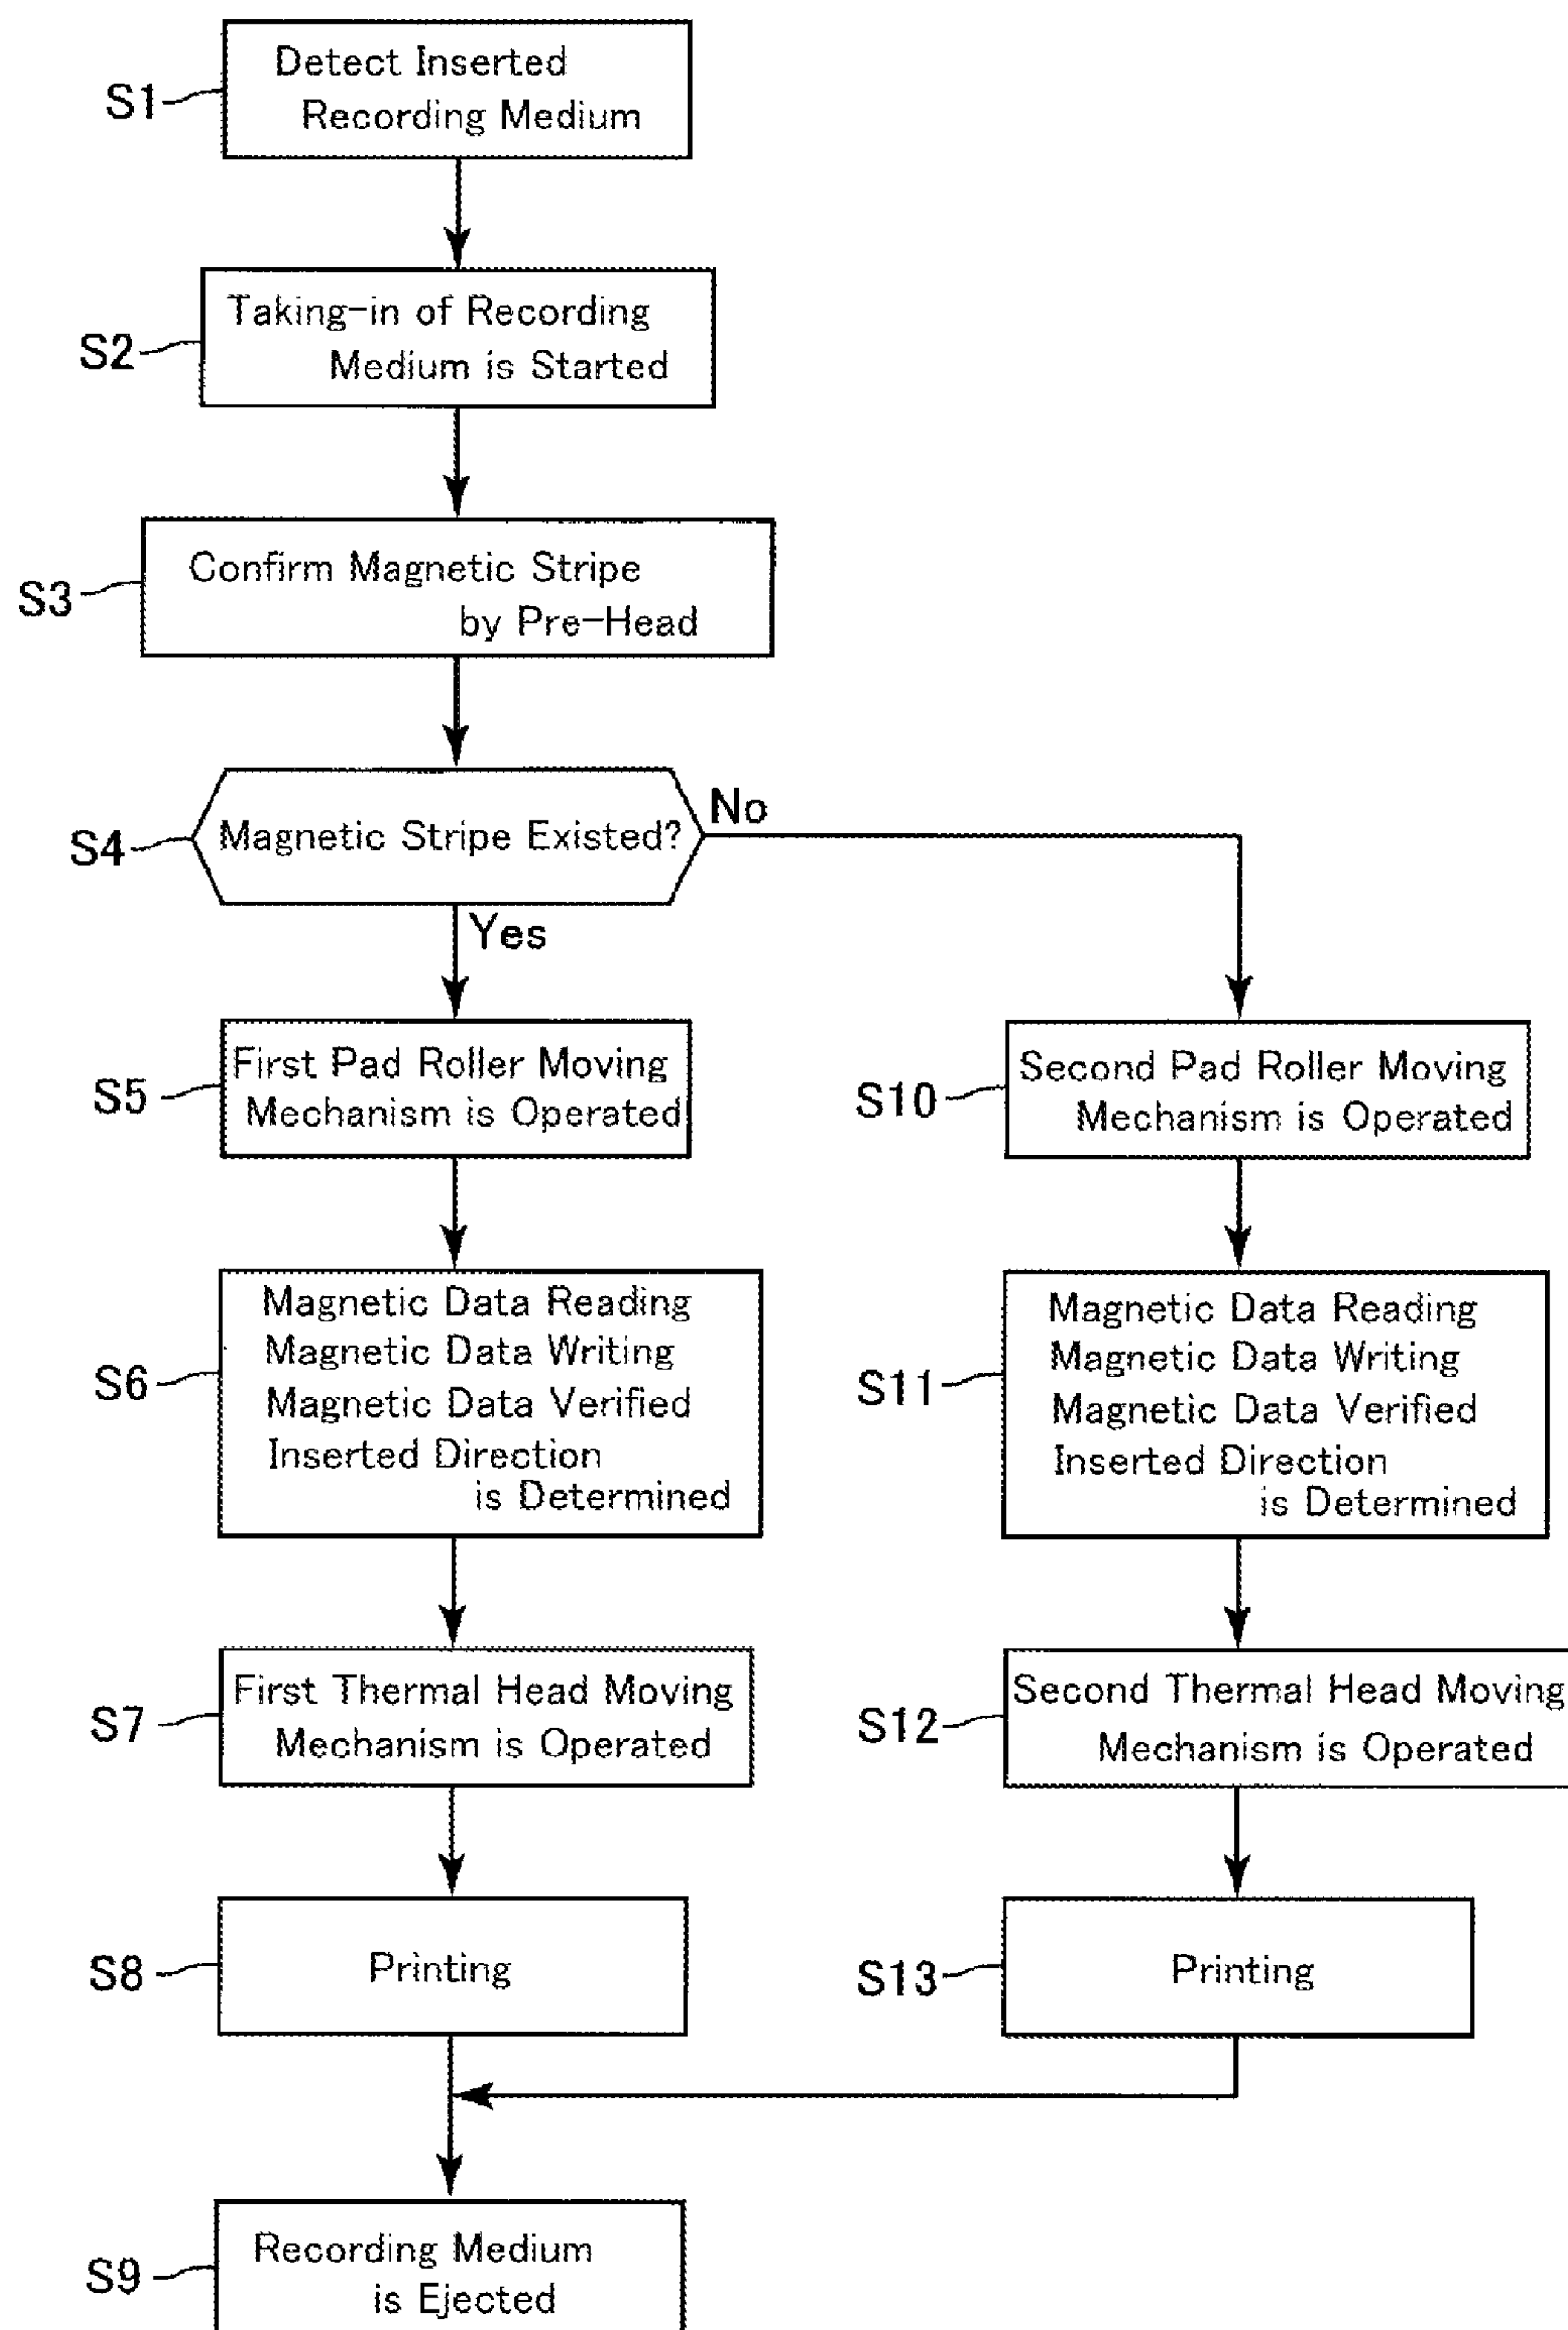 S1
Detect Inserted
Recording Medium
S2
Taking-in of Recording
Medium is Started
S3
Confirm Magnetic Stripe
by Pre-Head
S4
Magnetic Stripe Existed?
No
Yes
S5
First Pad Roller Moving
Mechanism is Operated
S10
Second Pad Roller Moving
Mechanism is Operated
S6
Magnetic Data Reading
Magnetic Data Writing
Magnetic Data Verified
Inserted Direction
is Determined
S11
Magnetic Data Reading
Magnetic Data Writing
Magnetic Data Verified
Inserted Direction
is Determined
S7
First Thermal Head Moving
Mechanism is Operated
S12
Second Thermal Head Moving
Mechanism is Operated
S8
Printing
S13
Printing
S9
Recording Medium
is Ejected